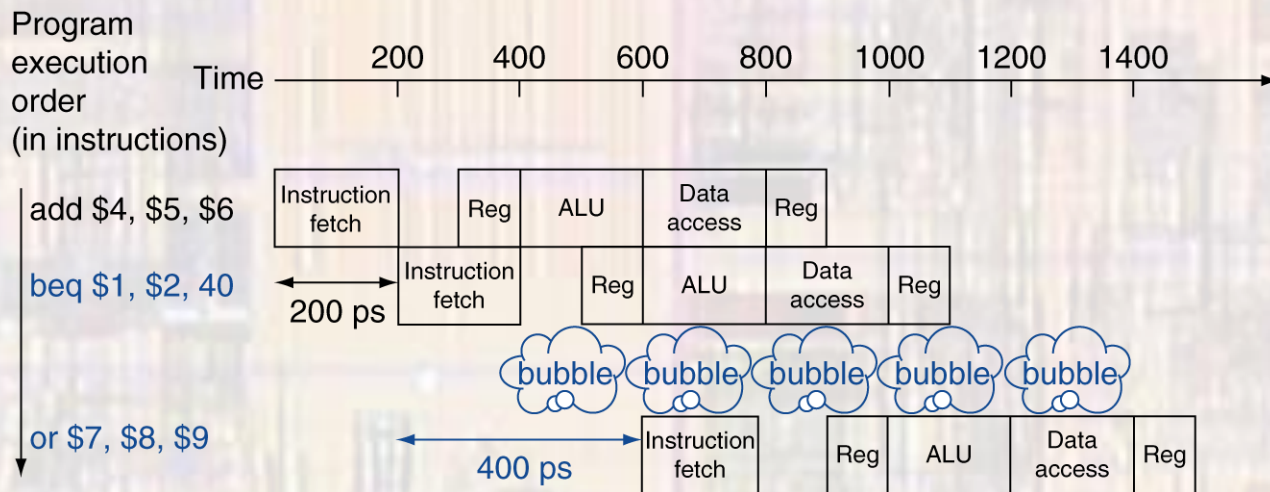 Program
execution
order
(in instructions)
Time
200 400 600 800 1000 1200 1400
add $4, $5, $6
Instruction
fetch
Reg
ALU
Data
access
Reg
beq $1, $2, 40
200 ps
Instruction
fetch
Reg
ALU
Data
access
Reg
bubble bubble bubble bubble bubble
or $7, $8, $9
400 ps
Instruction
fetch
Reg
ALU
Data
access
Reg